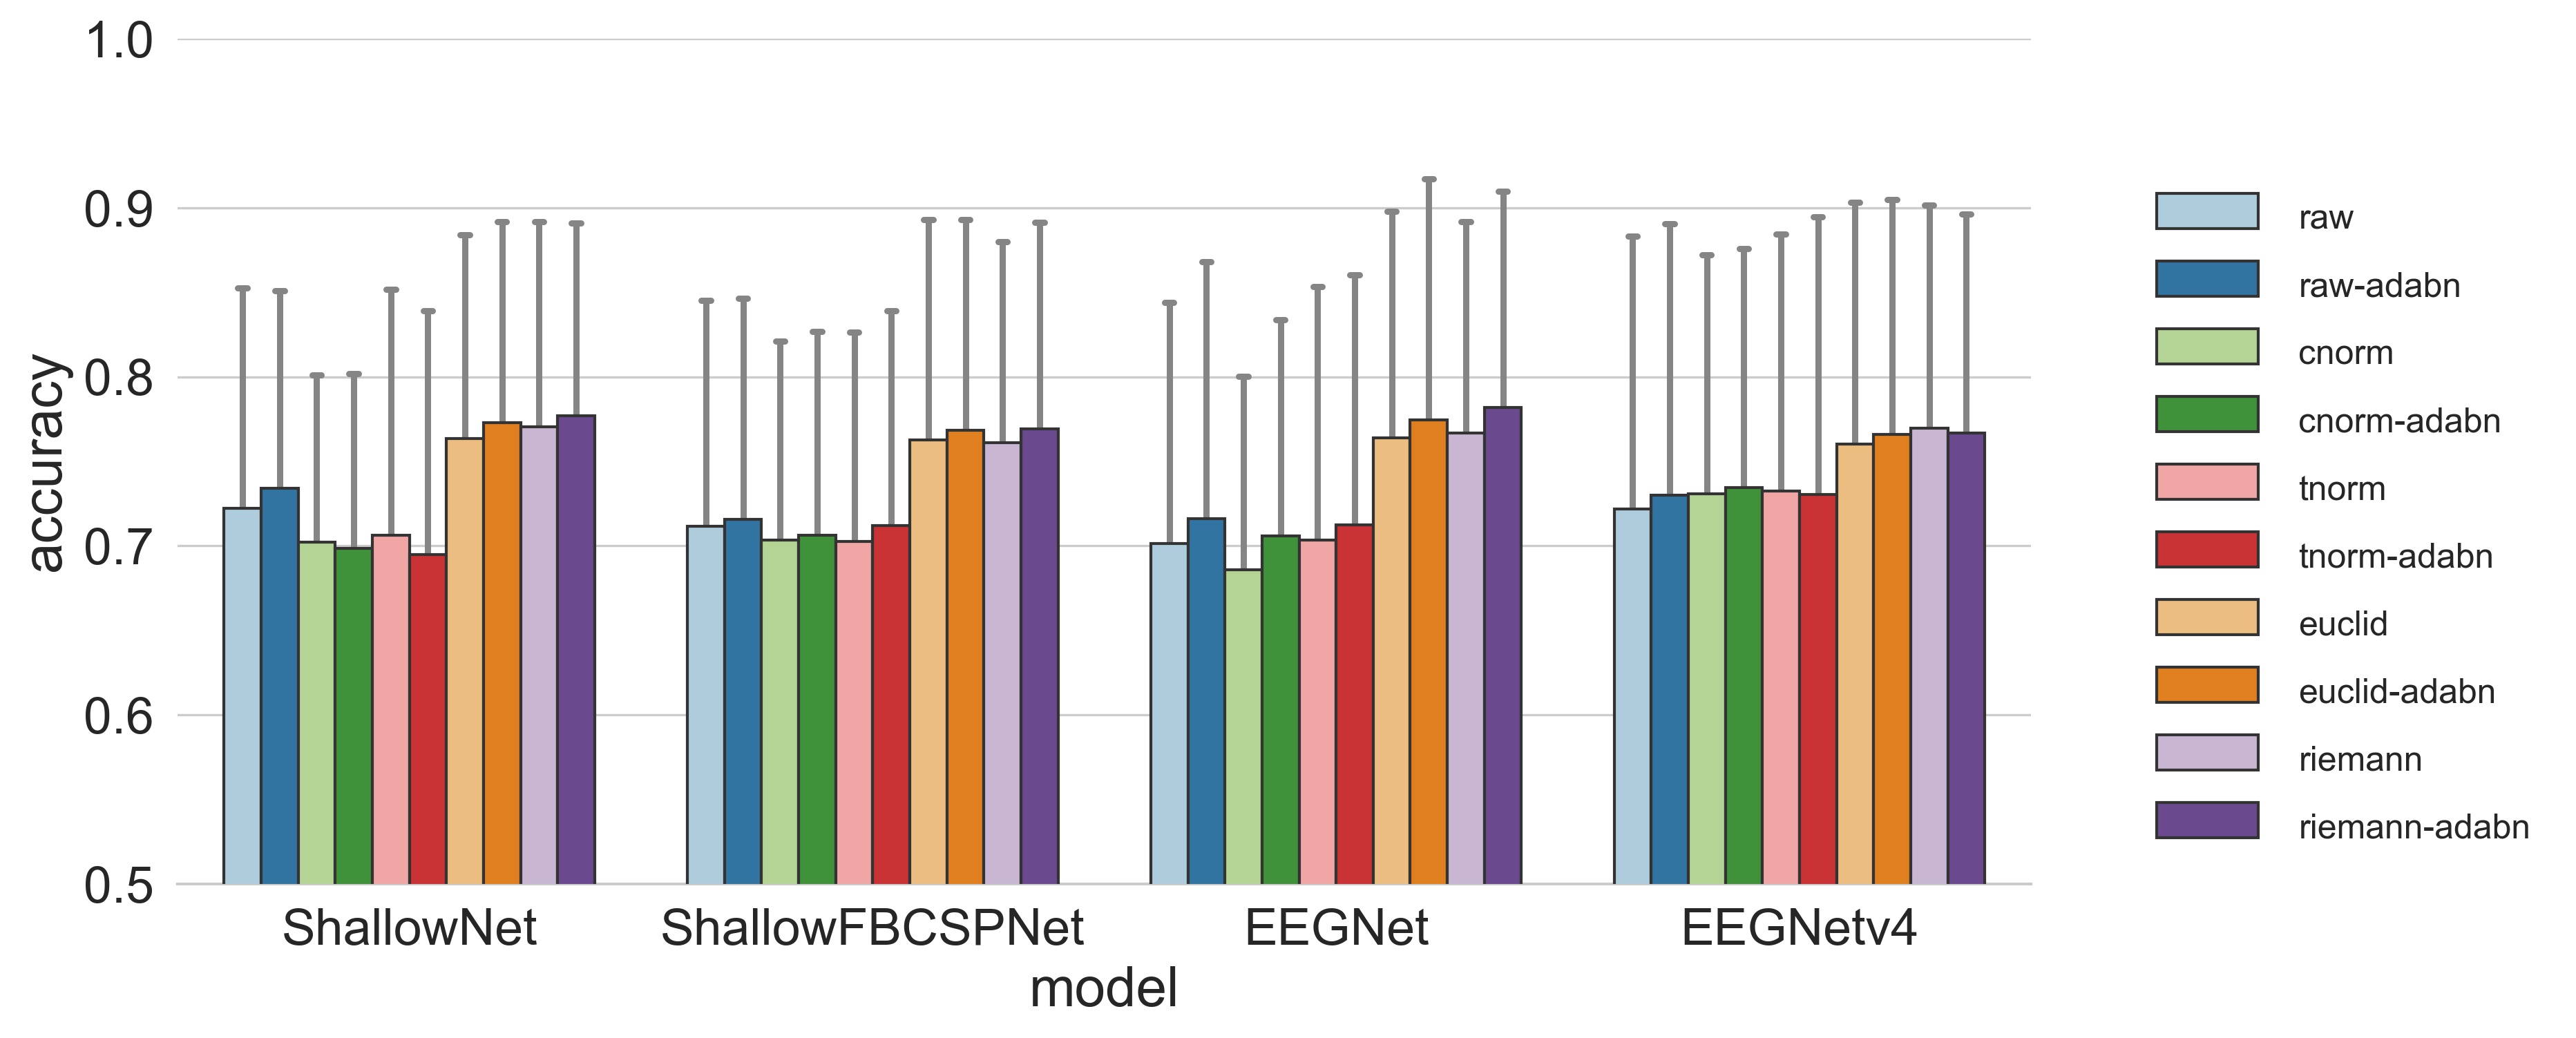 1.0
0.9
0.8
0.7
0.6
0.5
accuracy
ShallowNet
ShallowFBCSPNet
EEGNet
EEGNetv4
model
raw
raw-adabn
cnorm
cnorm-adabn
tnorm
tnorm-adabn
euclid
euclid-adabn
riemann
riemann-adabn